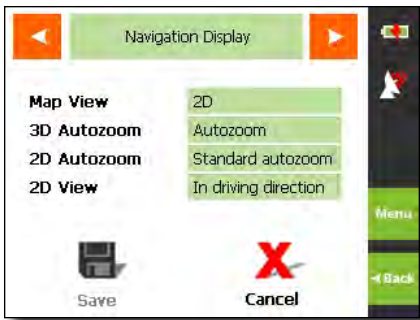 Navigation Display
Map View 2D
3D Autozoom Autozoom
2D Autozoom Standard autozoom
2D View In driving direction
Menu
Back
Save Cancel